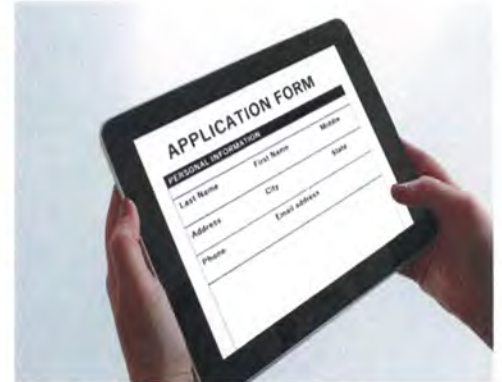 APPLICATION FORM
PERSONAL INFORMATION
Last Name First Name Middle
Address City State
Phone: Email address